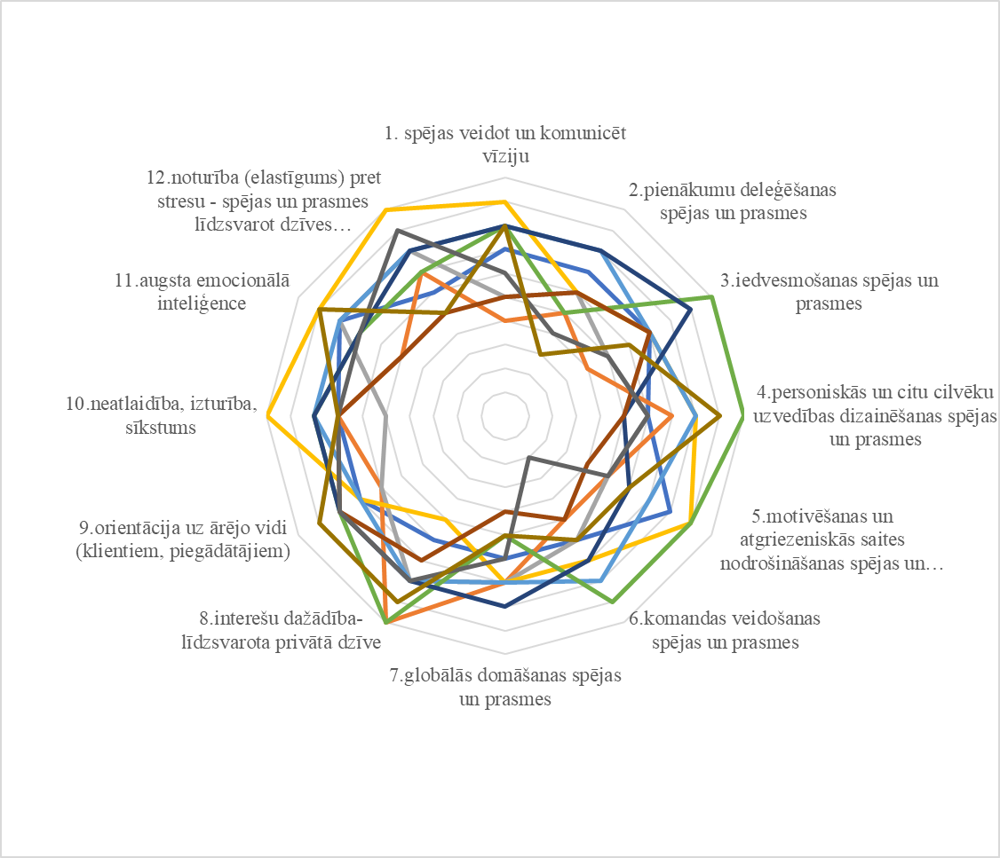 1. spējas veidot un komunicēt
vīziju
2.pienākumu deleģēšanas
spējas un prasmes
3.iedvesmošanas spējas un
prasmes
4.personiskās un citu cilvēku
uzvedības dizainēšanas spējas
un prasmes
5.motivēšanas un
atgriezeniskās saites
nodrošināšanas spējas un…
6.komandas veidošanas
spējas un prasmes
7.globālās domāšanas spējas
un prasmes
8.interešu dažādība-
līdzsvarota privātā dzīve
9.orientācija uz ārējo vidi
(klientiem, piegādātājiem)
10.neatlaidība, izturība,
sīkstums
11.augsta emocionālā
inteliģence
12.noturība (elastīgums) pret
stresu - spējas un prasmes
līdzsvarot dzīves…